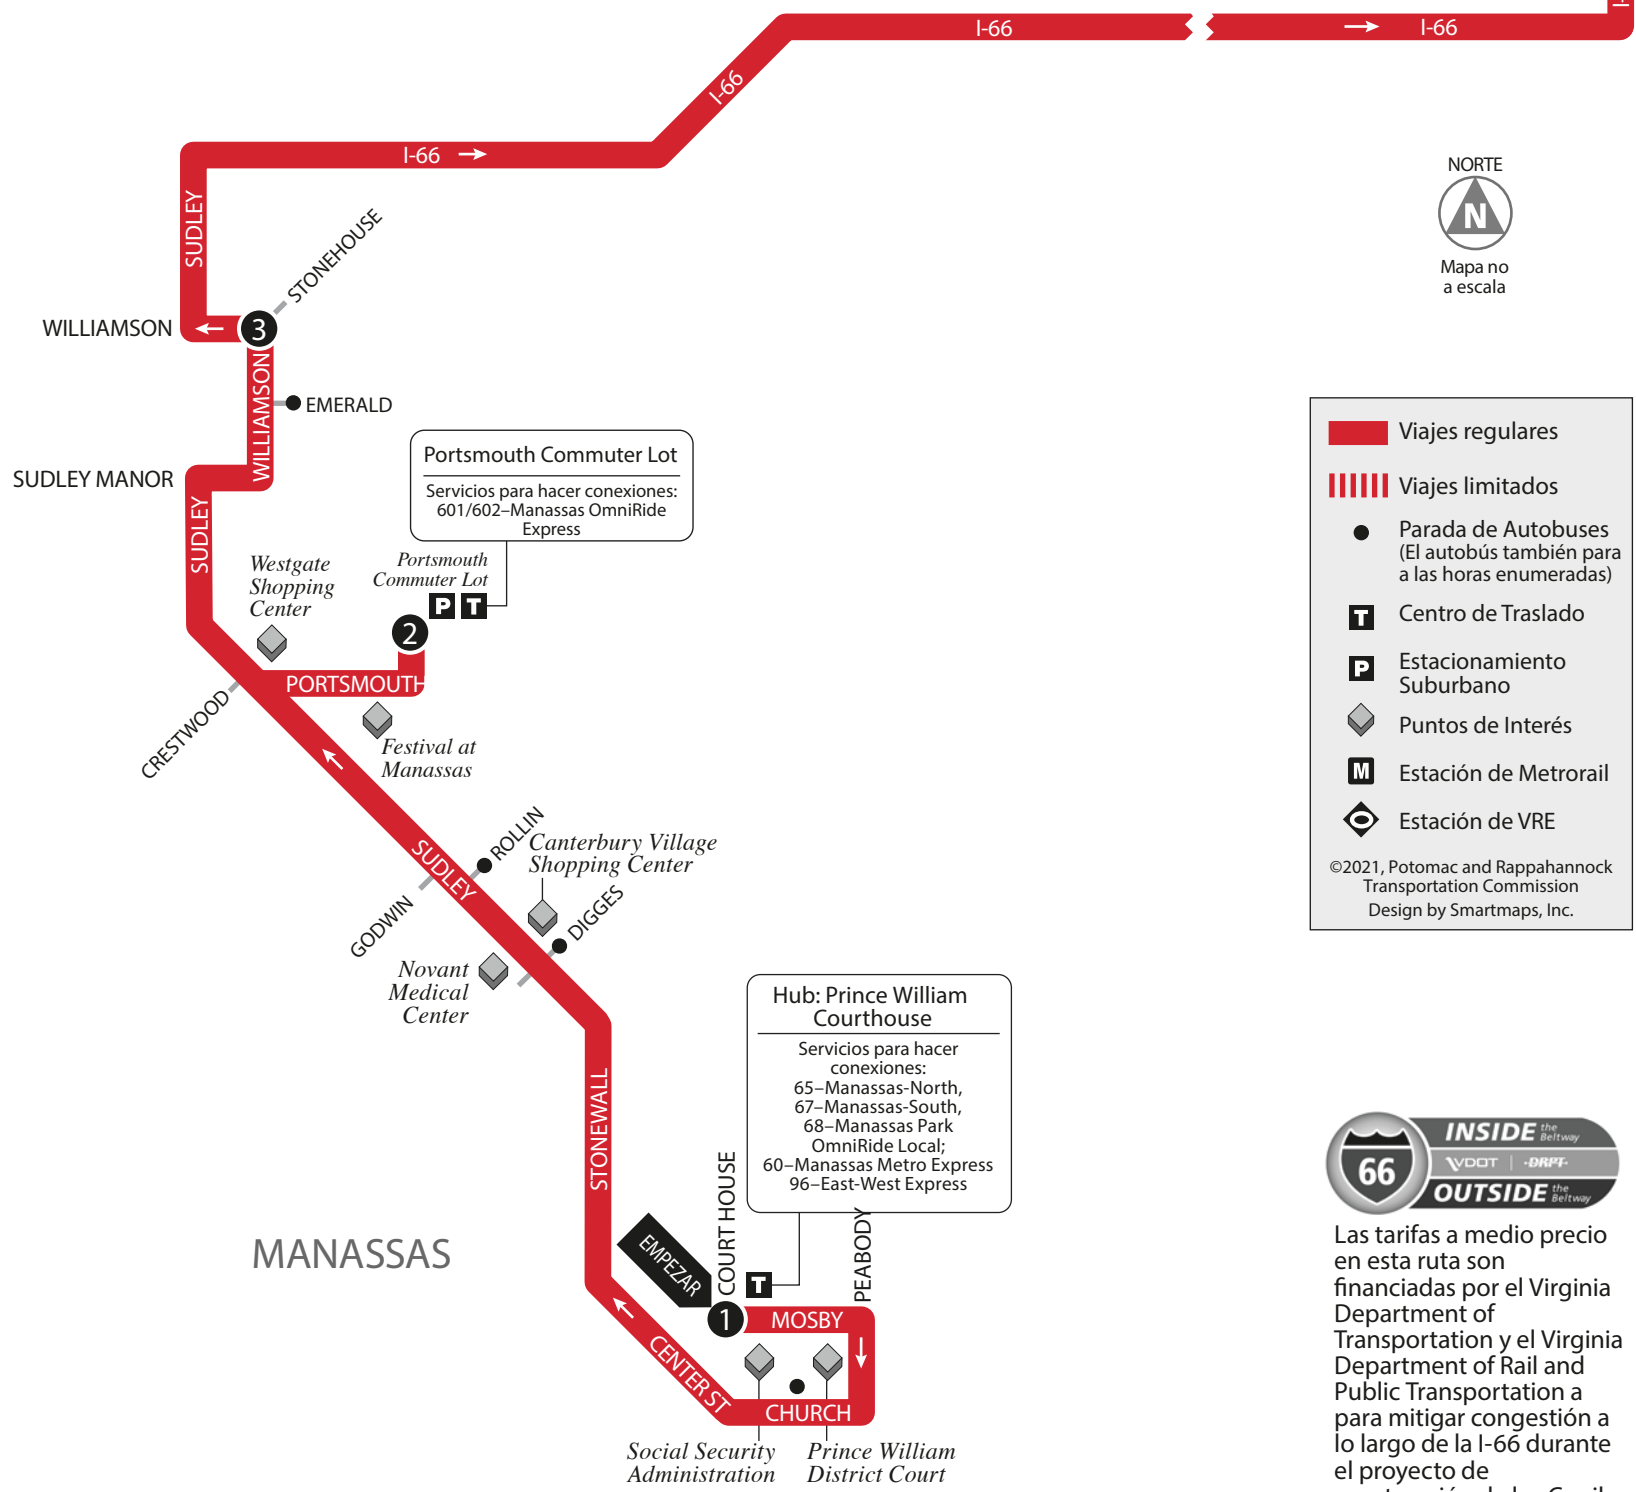 I-66
I-66
I-66
I-66
SUDLEY
STONEHOUSE
NORTE
N
Mapa no
a escala
WILLIAMSON
3
WILLIAMSON
EMERALD
SUDLEY MANOR
SUDLEY
Portsmouth Commuter Lot
Servicios para hacer conexiones:
601/602–Manassas OmniRide
Express
Westgate
Shopping
Center
Portsmouth
Commuter Lot
P T
2
PORTSMOUTH
CRESTWOOD
Festival at
Manassas
ROLLIN
Canterbury Village
Shopping Center
SUDLEY
GODWIN
DIGGES
Novant
Medical
Center
Viajes regulares
Viajes limitados
Parada de Autobuses
(El autobús también para
a las horas enumeradas)
T Centro de Traslado
P Estacionamiento
Suburbano
Puntos de Interés
M Estación de Metrorail
Estación de VRE
©2021, Potomac and Rappahannock
Transportation Commission
Design by Smartmaps, Inc.
Hub: Prince William
Courthouse
Servicios para hacer
conexiones:
65–Manassas-North,
67–Manassas-South,
68–Manassas Park
OmniRide Local;
60–Manassas Metro Express
96–East-West Express
STONEWALL
COURT HOUSE
PEABODY
MANASSAS
EMPEZAR
T
1
MOSBY
CENTER ST
CHURCH
Social Security
Administration
Prince William
District Court
66
INSIDE the Beltway
VDOT | DRPT
OUTSIDE the Beltway
Las tarifas a medio precio
en esta ruta son
financiadas por el Virginia
Department of
Transportation y el Virginia
Department of Rail and
Public Transportation a
para mitigar congestión a
lo largo de la I-66 durante
el proyecto de